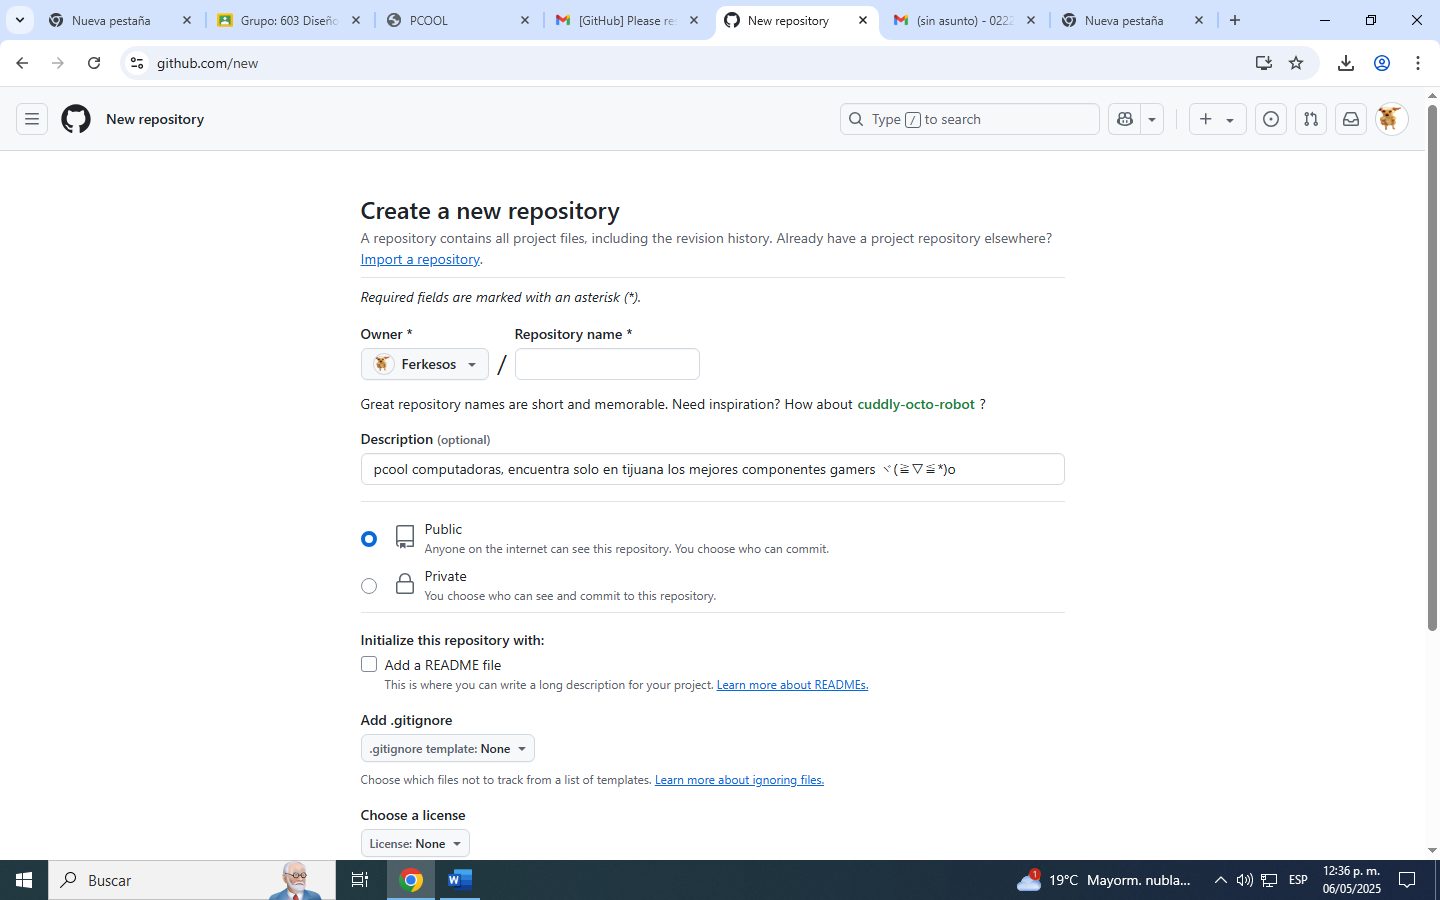 Nueva pestaña
Grupo: 603 Diseño
PCOOL
[GitHub] Please re
New repository
(sin asunto) - 0222
Nueva pestaña
github.com/new
New repository
Type / to search
Create a new repository
A repository contains all project files, including the revision history. Already have a project repository elsewhere?
Import a repository.
Required fields are marked with an asterisk (*).
Owner * Repository name *
Ferkesos /
Great repository names are short and memorable. Need inspiration? How about cuddly-octo-robot ?
Description (optional)
pcool computadoras, encuentra solo en tijuana los mejores componentes gamers ヾ(≧▽≦*)o
Public
Anyone on the internet can see this repository. You choose who can commit.
Private
You choose who can see and commit to this repository.
Initialize this repository with:
Add a README file
This is where you can write a long description for your project. Learn more about READMEs.
Add .gitignore
.gitignore template: None
Choose which files not to track from a list of templates. Learn more about ignoring files.
Choose a license
License: None
Buscar
W
1
19°C Mayorm. nubla...
ESP
12:36 p. m.
06/05/2025